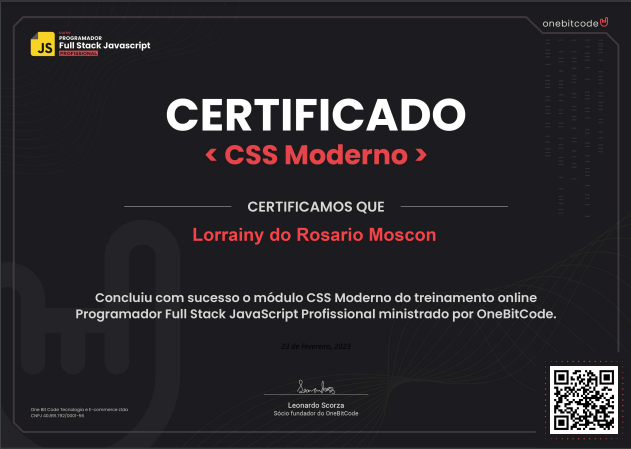 onebitcode
JS
CURSO
PROGRAMADOR
Full Stack Javascript
PROFISSIONAL
CERTIFICADO
< CSS Moderno >
CERTIFICAMOS QUE
Lorrainy do Rosario Moscon
Concluiu com sucesso o módulo CSS Moderno do treinamento online
Programador Full Stack JavaScript Profissional ministrado por OneBitCode.
23 de Fevereiro, 2023
Leonardo Scorza
Sócio fundador do OneBitCode
One Bit Code Tecnologia e E-commerce Ltda